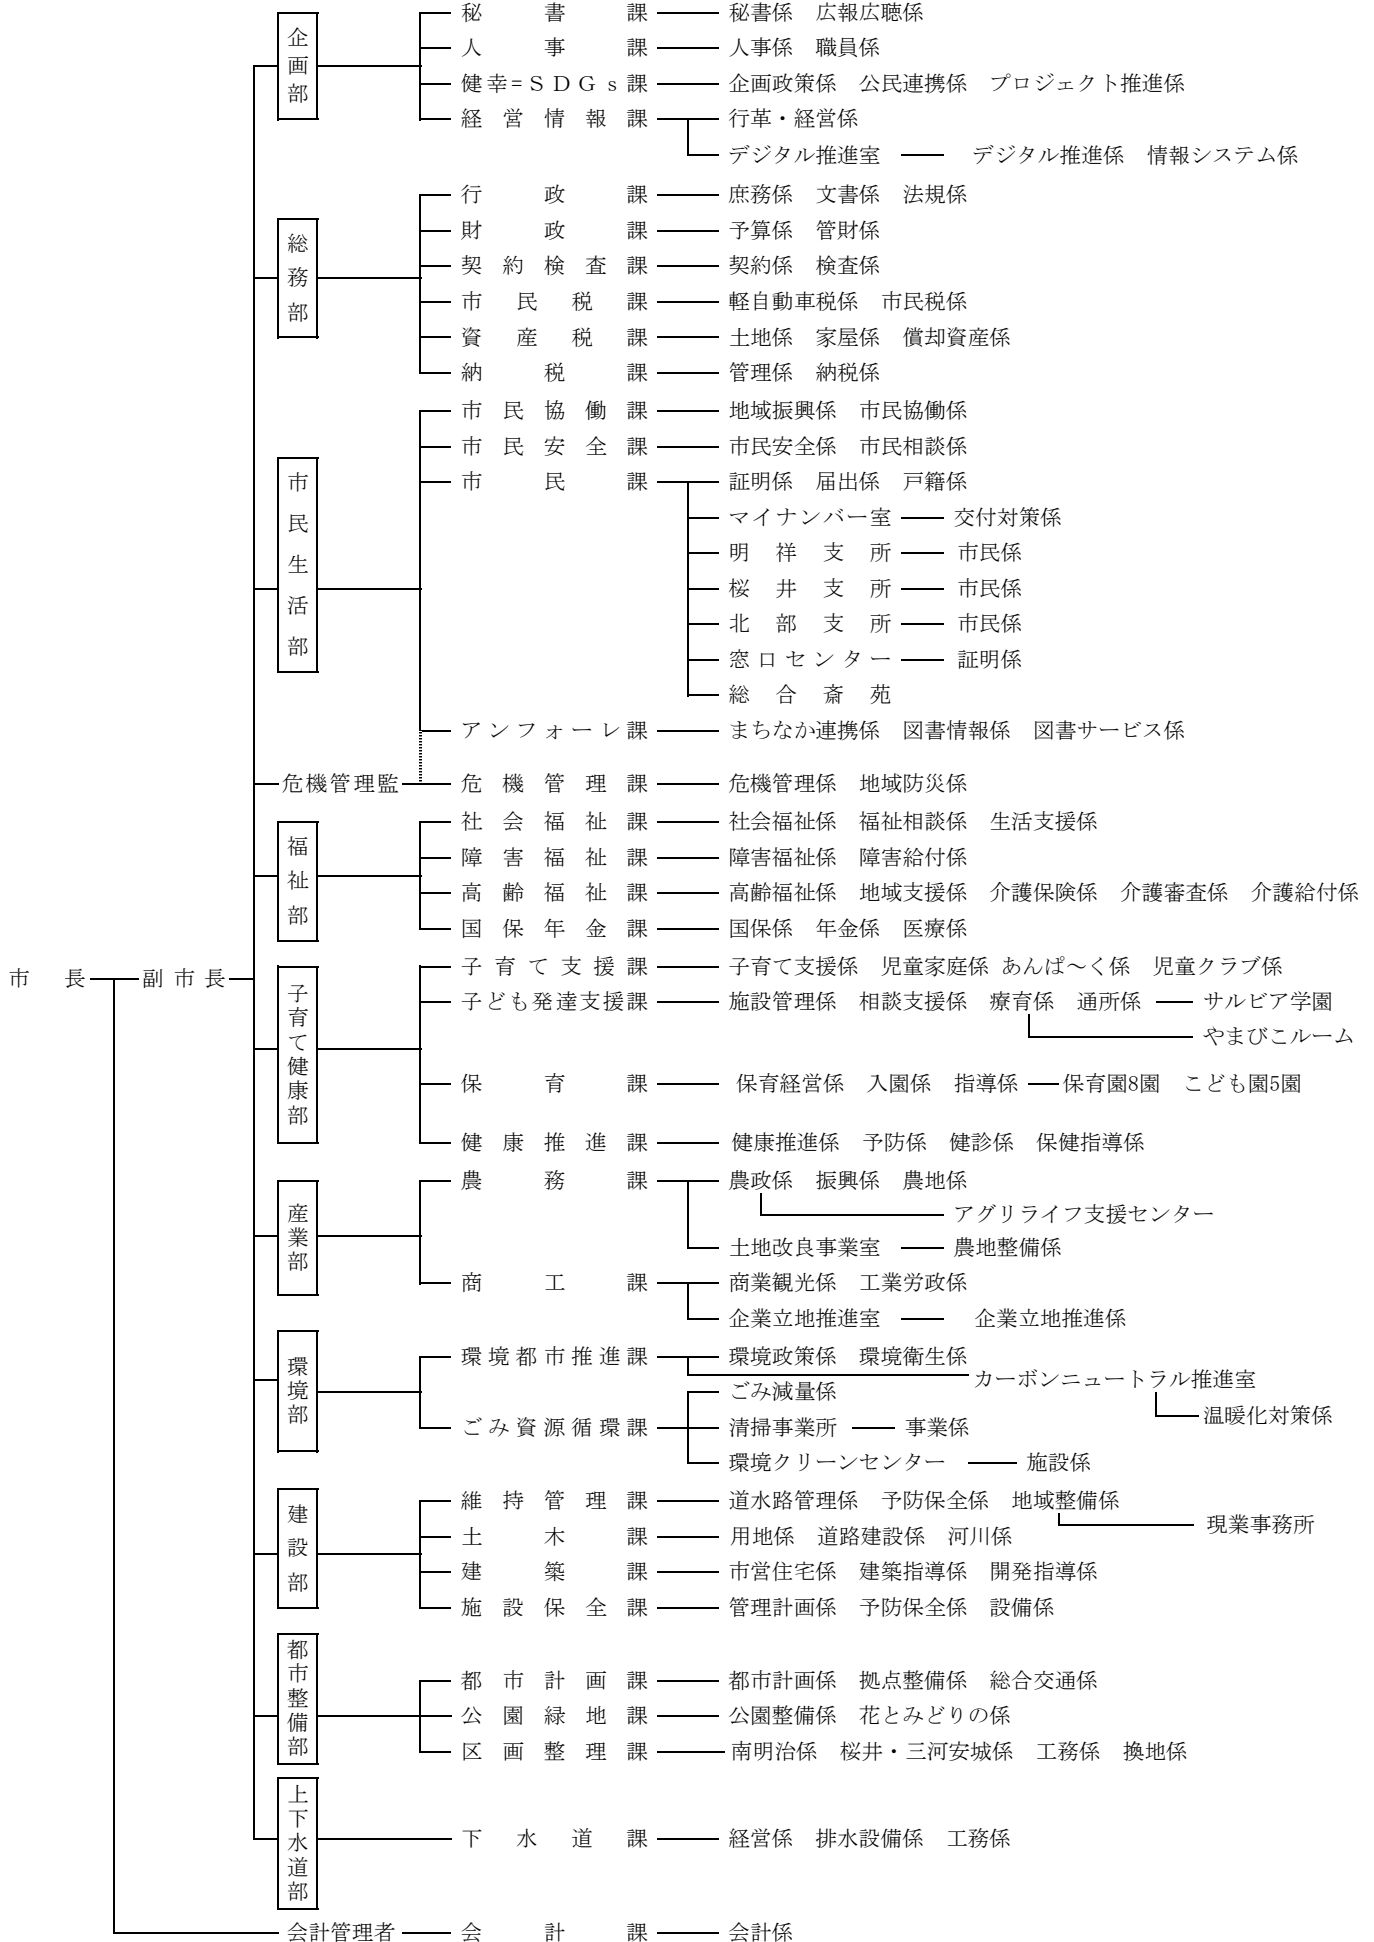 企画部
秘書課 秘書係 広報広聴係
人事課 人事係 職員係
健幸=SDGs課 企画政策係 公民連携係 プロジェクト推進係
経営情報課 行革・経営係
デジタル推進室 デジタル推進係 情報システム係
総務部
行政課 庶務係 文書係 法規係
財政課 予算係 管財係
契約検査課 契約係 検査係
市民税課 軽自動車税係 市民税係
資産税課 土地係 家屋係 償却資産係
納税課 管理係 納税係
市民生活部
市民協働課 地域振興係 市民協働係
市民安全課 市民安全係 市民相談係
市民課 証明係 届出係 戸籍係
マイナンバー室 交付対策係
明祥支所 市民係
桜井支所 市民係
北部支所 市民係
窓口センター 証明係
総合斎苑
アンフォーレ課 まちなか連携係 図書情報係 図書サービス係
危機管理監 危機管理課 危機管理係 地域防災係
福祉部
社会福祉課 社会福祉係 福祉相談係 生活支援係
障害福祉課 障害福祉係 障害給付係
高齢福祉課 高齢福祉係 地域支援係 介護保険係 介護審査係 介護給付係
国保年金課 国保係 年金係 医療係
市長 副市長
子育て健康部
子育て支援課 子育て支援係 児童家庭係 あんぱ~く係 児童クラブ係
子ども発達支援課 施設管理係 相談支援係 療育係 通所係 サルビア学園
やまびこルーム
保育課 保育経営係 入園係 指導係 保育園8園 こども園5園
健康推進課 健康推進係 予防係 健診係 保健指導係
産業部
農務課 農政係 振興係 農地係
アグリライフ支援センター
土地改良事業室 農地整備係
商工課 商業観光係 工業労政係
企業立地推進室 企業立地推進係
環境部
環境都市推進課 環境政策係 環境衛生係
カーボンニュートラル推進室
温暖化対策係
ごみ減量係
ごみ資源循環課 清掃事業所 事業係
環境クリーンセンター 施設係
建設部
維持管理課 道水路管理係 予防保全係 地域整備係
現業事務所
土木課 用地係 道路建設係 河川係
建築課 市営住宅係 建築指導係 開発指導係
施設保全課 管理計画係 予防保全係 設備係
都市整備部
都市計画課 都市計画係 拠点整備係 総合交通係
公園緑地課 公園整備係 花とみどりの係
区画整理課 南明治係 桜井・三河安城係 工務係 換地係
上下水道部
下水道課 経営係 排水設備係 工務係
会計管理者 会計課 会計係